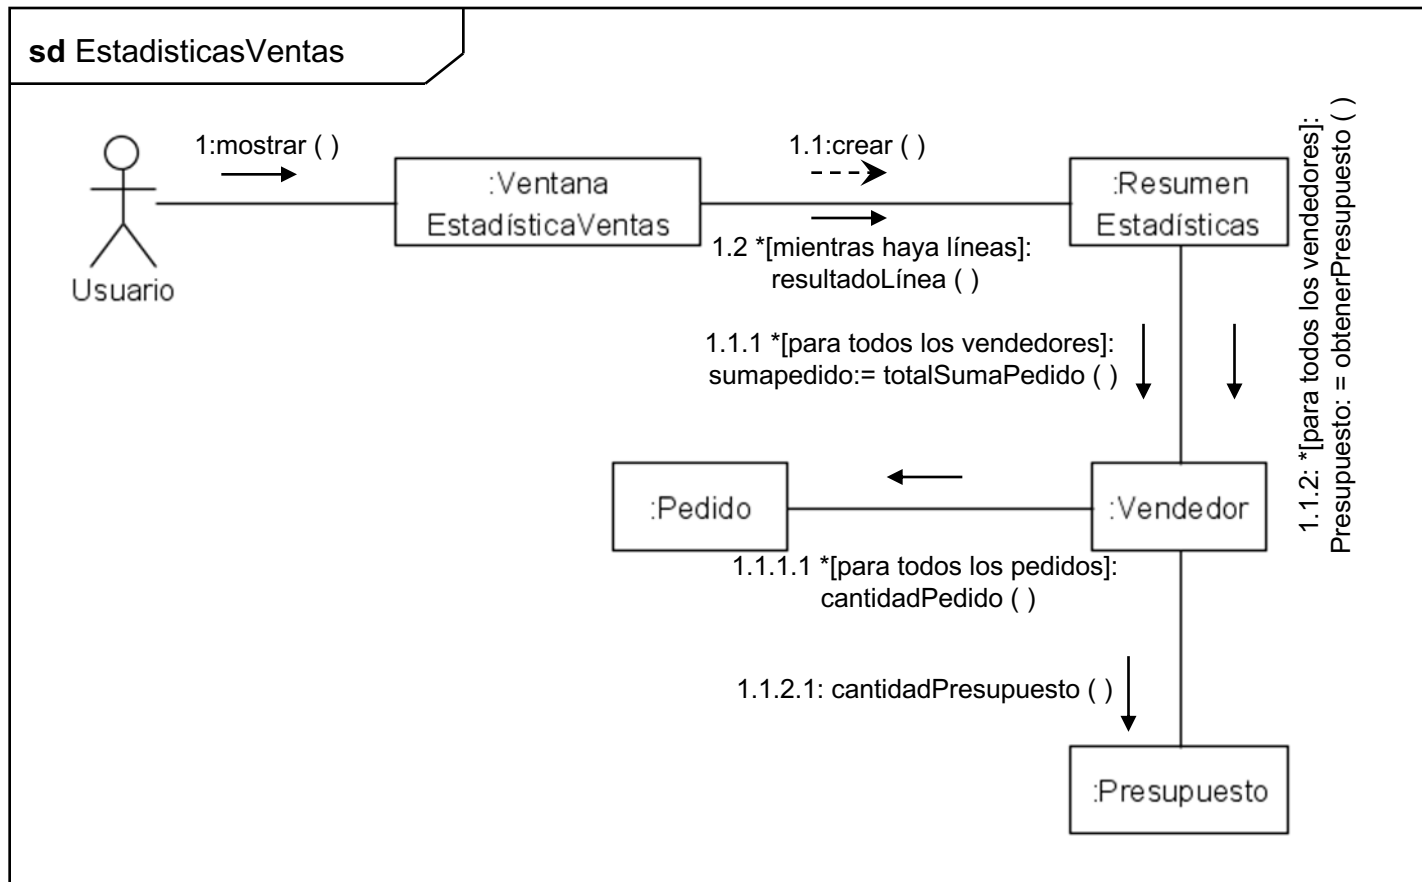 sd EstadisticasVentas
1:mostrar ( )
1.1:crear ( )
:Ventana
EstadísticaVentas
:Resumen
Estadísticas
Usuario
1.2 *[mientras haya líneas]:
resultadoLínea ( )
1.1.1 *[para todos los vendedores]:
sumapedido:= totalSumaPedido ( )
1.1.2: *[para todos los vendedores]:
Presupuesto: = obtenerPresupuesto ( )
:Pedido
:Vendedor
1.1.1.1 *[para todos los pedidos]:
cantidadPedido ( )
1.1.2.1: cantidadPresupuesto ( )
:Presupuesto